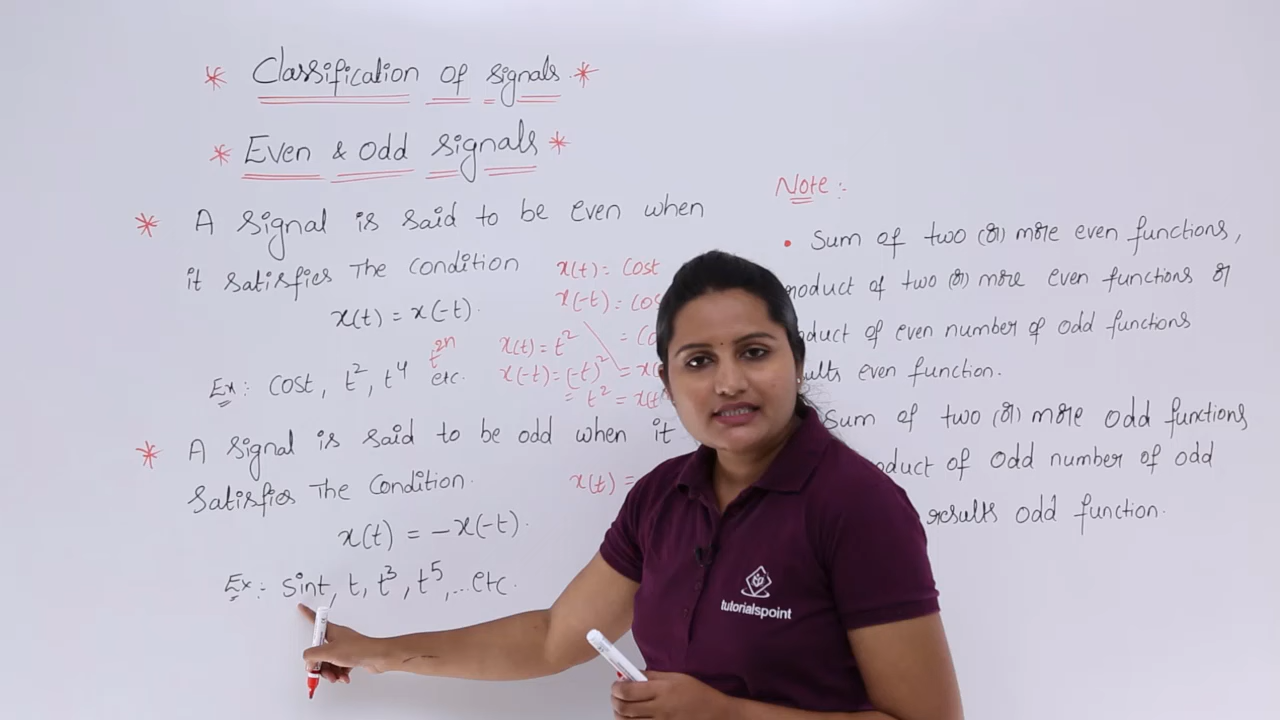 * Classification of signals *
* Even & odd signals *
* A signal is said to be even when
it satisfies The condition
x(t) = x(-t).
Ex: cost, t², t⁴ etc.
t²ⁿ
x(t) = cost
x(-t) =
x(t) = t²
x(-t) = (-t)²
= t² = x(t
* A signal is said to be odd when it
Satisfies The Condition.
x(t) =
x(t) = -x(-t).
Ex: sint, t, t³, t⁵, ...etc.
Note:
• Sum of two (or) more even functions,
of two (or) more even functions or
of even number of odd functions
even function.
Sum of two (or) more Odd functions
of Odd number of odd
results odd function.
tutorialspoint